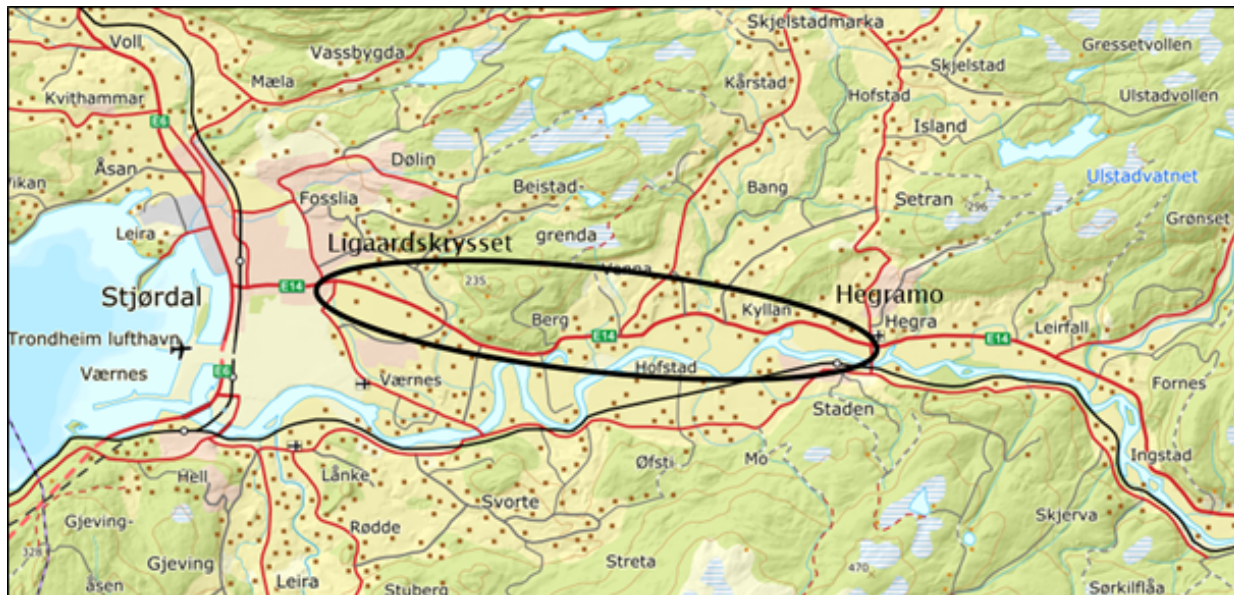 Skjelstadmarka
Voll
Vassbygda
Gressetvollen
Mæla
Skjelstad
Kårstad
Kvithammar
Hofstad
Ulstadvollen
E6
Island
Åsan
Dølin
Ulstadvatnet
Vikan
Beistad-
Bang
Fosslia
Setran
296
Grønset
Leira
grenda
Ligaardskrysset
235
E14
Stjørdal
Hegramo
Kyllan
Berg
E14
Hegra
Leirfall
E14
Trondheim lufthavn
Værnes
E6
Værnes
Hofstad
Fornes
Staden
Hell
Lånke
Øfsti
Mo
Ingstad
Svorte
Gjeving-
Rødde
Skjerva
328
Gjeving
Streta
470
åsen
Leira
Stuberg
Sørkilflåa